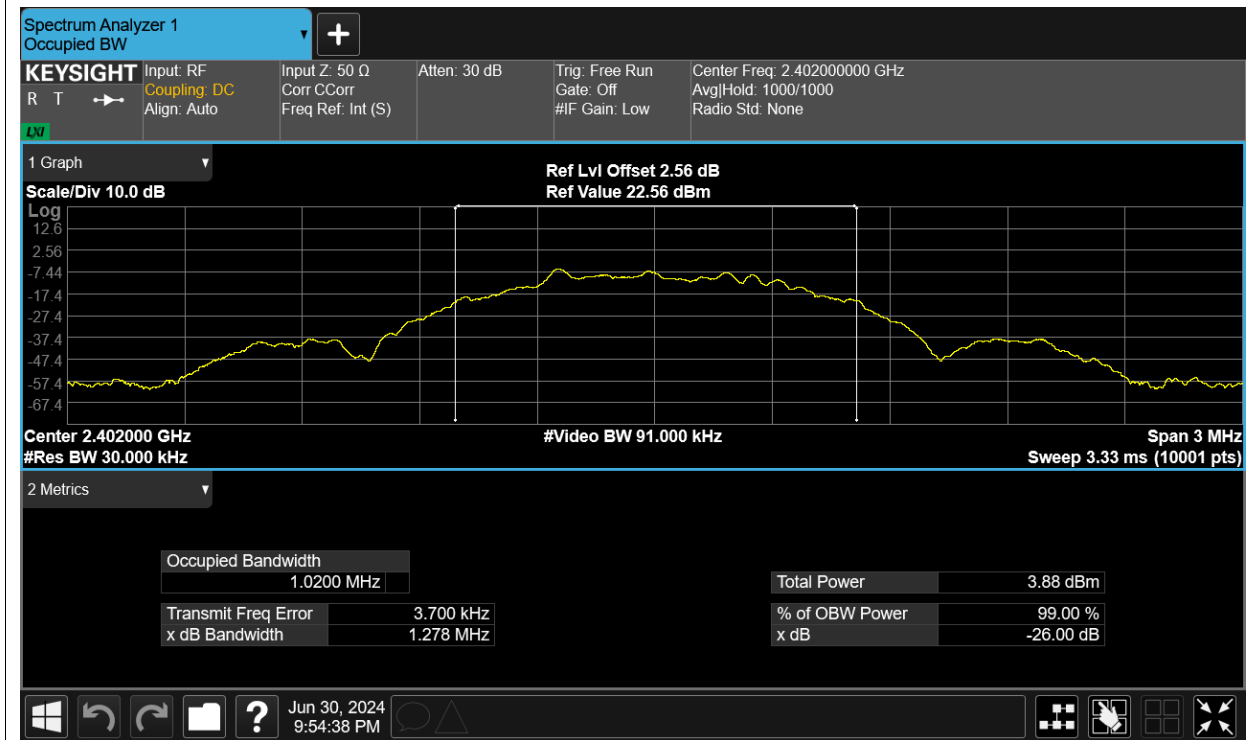 Spectrum Analyzer 1
Occupied BW
KEYSIGHT
R T
LXI
Input: RF
Coupling: DC
Align: Auto
Input Z: 50 Ω
Corr CCorr
Freq Ref: Int (S)
Atten: 30 dB
Trig: Free Run
Gate: Off
#IF Gain: Low
Center Freq: 2.402000000 GHz
Avg|Hold: 1000/1000
Radio Std: None
1 Graph
Scale/Div 10.0 dB
Ref Lvl Offset 2.56 dB
Ref Value 22.56 dBm
Log
12.6
2.56
-7.44
-17.4
-27.4
-37.4
-47.4
-57.4
-67.4
Center 2.402000 GHz
#Res BW 30.000 kHz
#Video BW 91.000 kHz
Span 3 MHz
Sweep 3.33 ms (10001 pts)
2 Metrics
Occupied Bandwidth
1.0200 MHz
Transmit Freq Error 3.700 kHz
x dB Bandwidth 1.278 MHz
Total Power 3.88 dBm
% of OBW Power 99.00 %
x dB -26.00 dB
?
Jun 30, 2024
9:54:38 PM